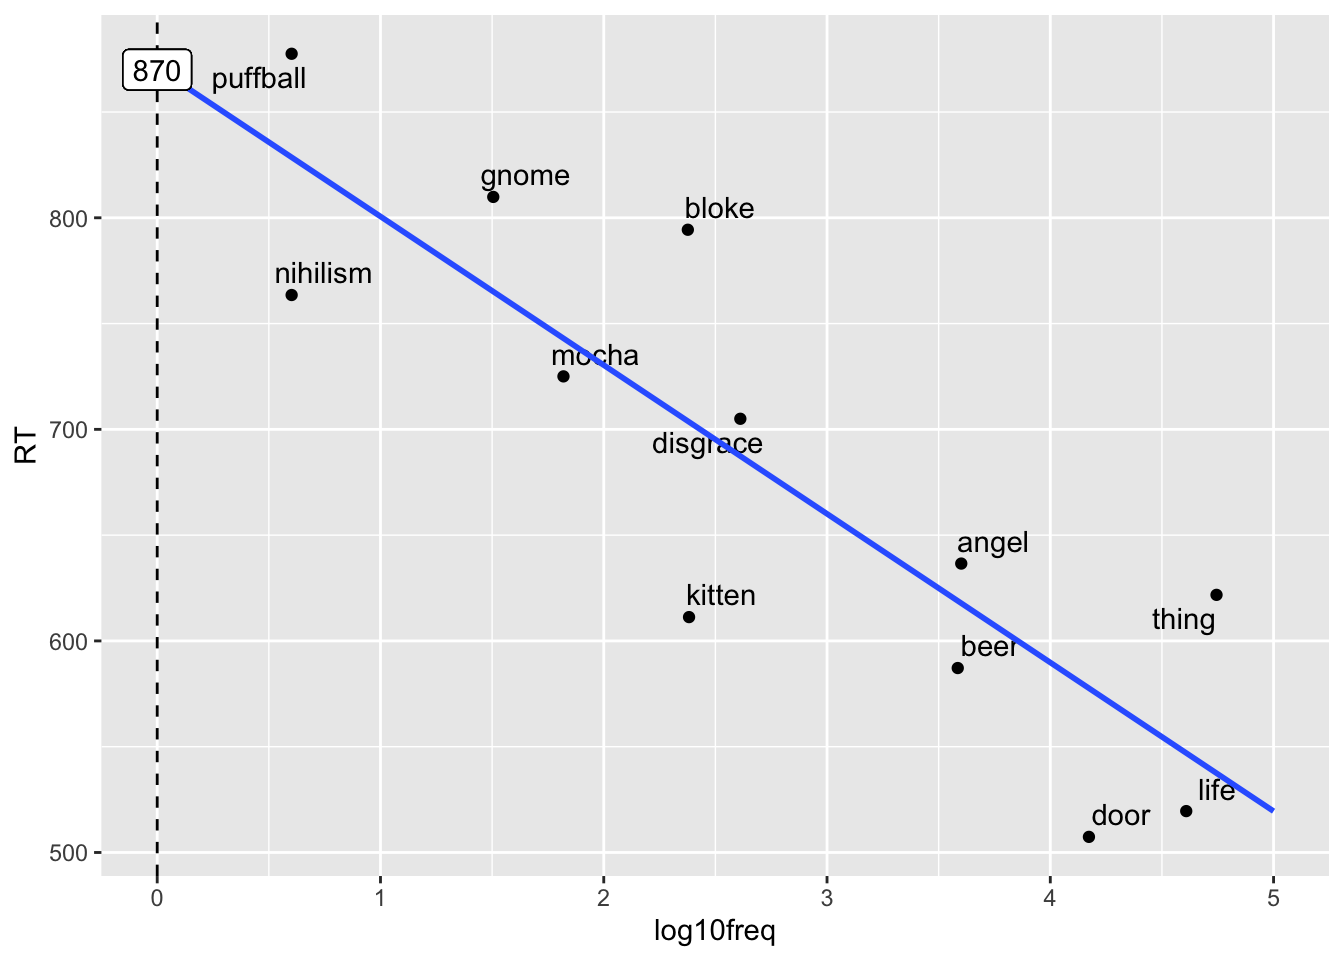 870
puffball
gnome
bloke
800
nihilism
mocha
700
disgrace
RT
angel
kitten
thing
600
beer
life
door
500
0 1 2 3 4 5
log10freq